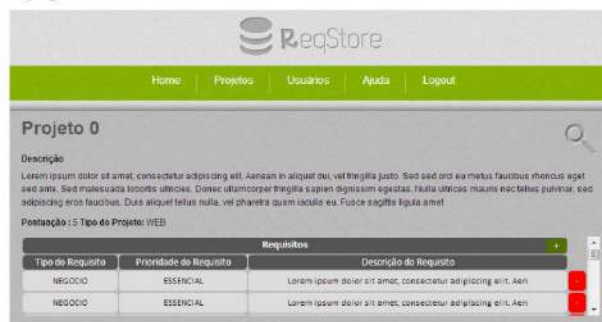 ReqStore
Home Projetos Usuários Ajuda Logout
Projeto 0
Descrição
Lorem ipsum dolor sit amet, consectetur adipiscing elit. Aenean in aliquet dui, vel fringilla justo. Sed sed orci eu metus faucibus rhoncus eget
sed ante. Sed malesuada lobortis ultricies. Donec ullamcorper fringilla sapien dignissim egestas. Nulla ultrices mauris nec tellus pulvinar, sed
adipiscing eros faucibus. Duis aliquet tellus nulla, vel pharetra quam iaculis eu. Fusce sagittis ligula amet
Pontuação : 5 Tipo do Projeto: WEB
Requisitos +
Tipo do Requisito Prioridade do Requisito Descrição do Requisito
NEGOCIO ESSENCIAL Lorem ipsum dolor sit amet, consectetur adipiscing elit. Aen -
NEGOCIO ESSENCIAL Lorem ipsum dolor sit amet, consectetur adipiscing elit. Aen -